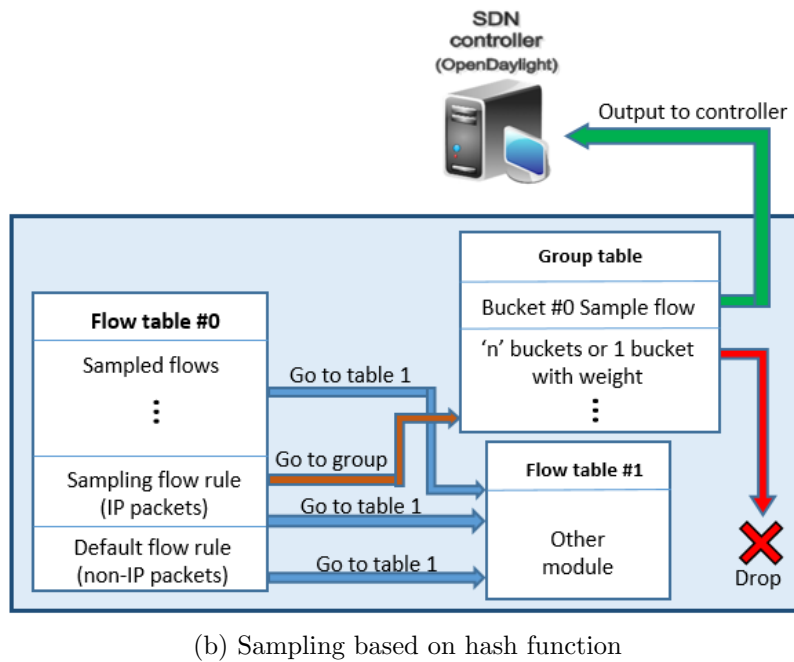 SDN
controller
(OpenDaylight)
Output to controller
Group table
Bucket #0 Sample flow
‘n’ buckets or 1 bucket
with weight
⋮
Flow table #0
Sampled flows
⋮
Sampling flow rule
(IP packets)
Default flow rule
(non-IP packets)
Go to table 1
Go to group
Go to table 1
Go to table 1
Flow table #1
Other
module
Drop
(b) Sampling based on hash function